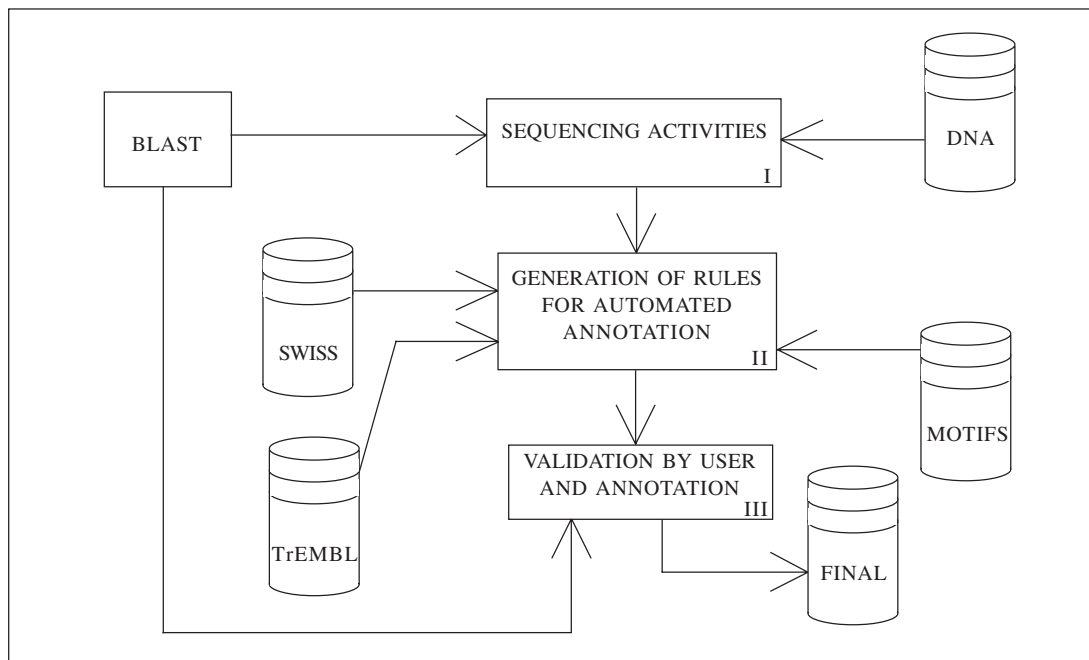 BLAST
SEQUENCING ACTIVITIES
I
DNA
SWISS
GENERATION OF RULES
FOR AUTOMATED
ANNOTATION
II
MOTIFS
TrEMBL
VALIDATION BY USER
AND ANNOTATION
III
FINAL